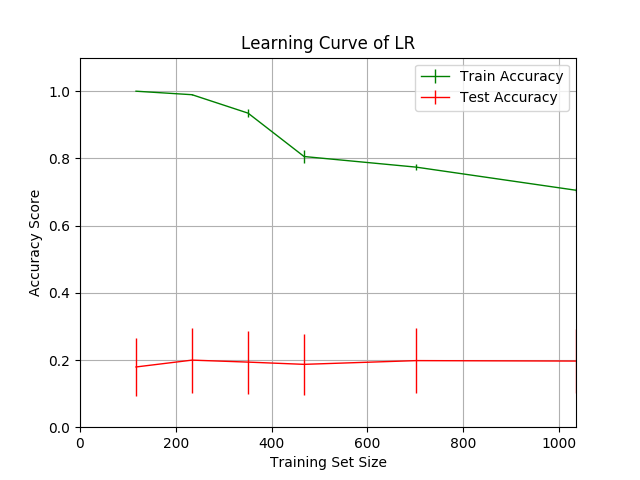 Learning Curve of LR
Train Accuracy
Test Accuracy
1.0
0.8
0.6
0.4
0.2
0.0
Accuracy Score
0 200 400 600 800 1000
Training Set Size